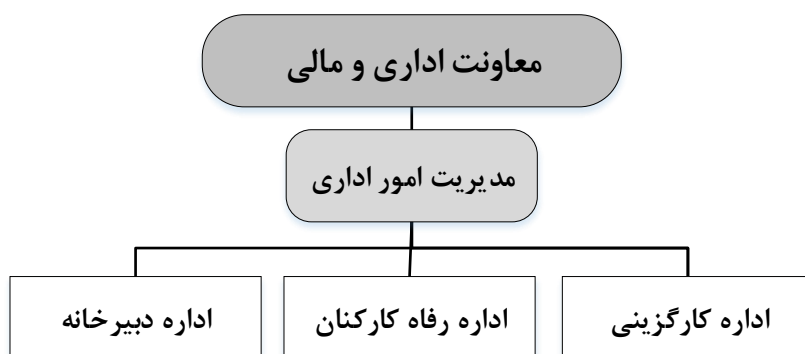 معاونت اداری و مالی
مدیریت امور اداری
اداره کارگزینی
اداره رفاه کارکنان
اداره دبیرخانه